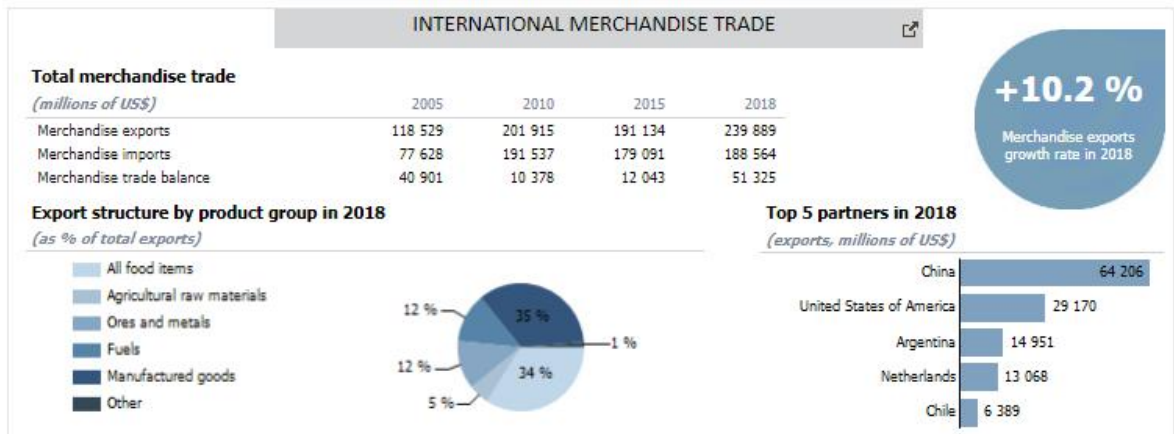 INTERNATIONAL MERCHANDISE TRADE
Total merchandise trade
(millions of US$) 2005 2010 2015 2018
Merchandise exports 118 529 201 915 191 134 239 889
Merchandise imports 77 628 191 537 179 091 188 564
Merchandise trade balance 40 901 10 378 12 043 51 325
+10.2 %
Merchandise exports
growth rate in 2018
Export structure by product group in 2018
(as % of total exports)
All food items
Agricultural raw materials
Ores and metals
Fuels
Manufactured goods
Other
12 %
35 %
1 %
12 %
34 %
5 %
Top 5 partners in 2018
(exports, millions of US$)
China 64 206
United States of America 29 170
Argentina 14 951
Netherlands 13 068
Chile 6 389